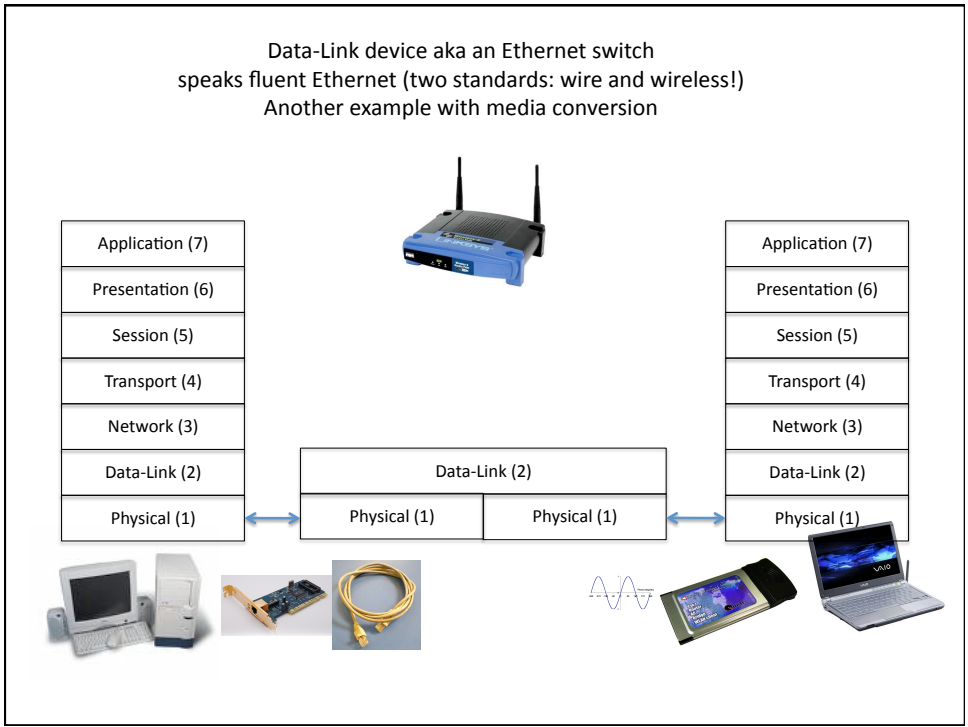 Data-Link device aka an Ethernet switch
speaks fluent Ethernet (two standards: wire and wireless!)
Another example with media conversion
LINKSYS
Application (7)
Presentation (6)
Session (5)
Transport (4)
Network (3)
Data-Link (2)
Physical (1)
Data-Link (2)
Physical (1)
Physical (1)
Application (7)
Presentation (6)
Session (5)
Transport (4)
Network (3)
Data-Link (2)
Physical (1)
VAIO